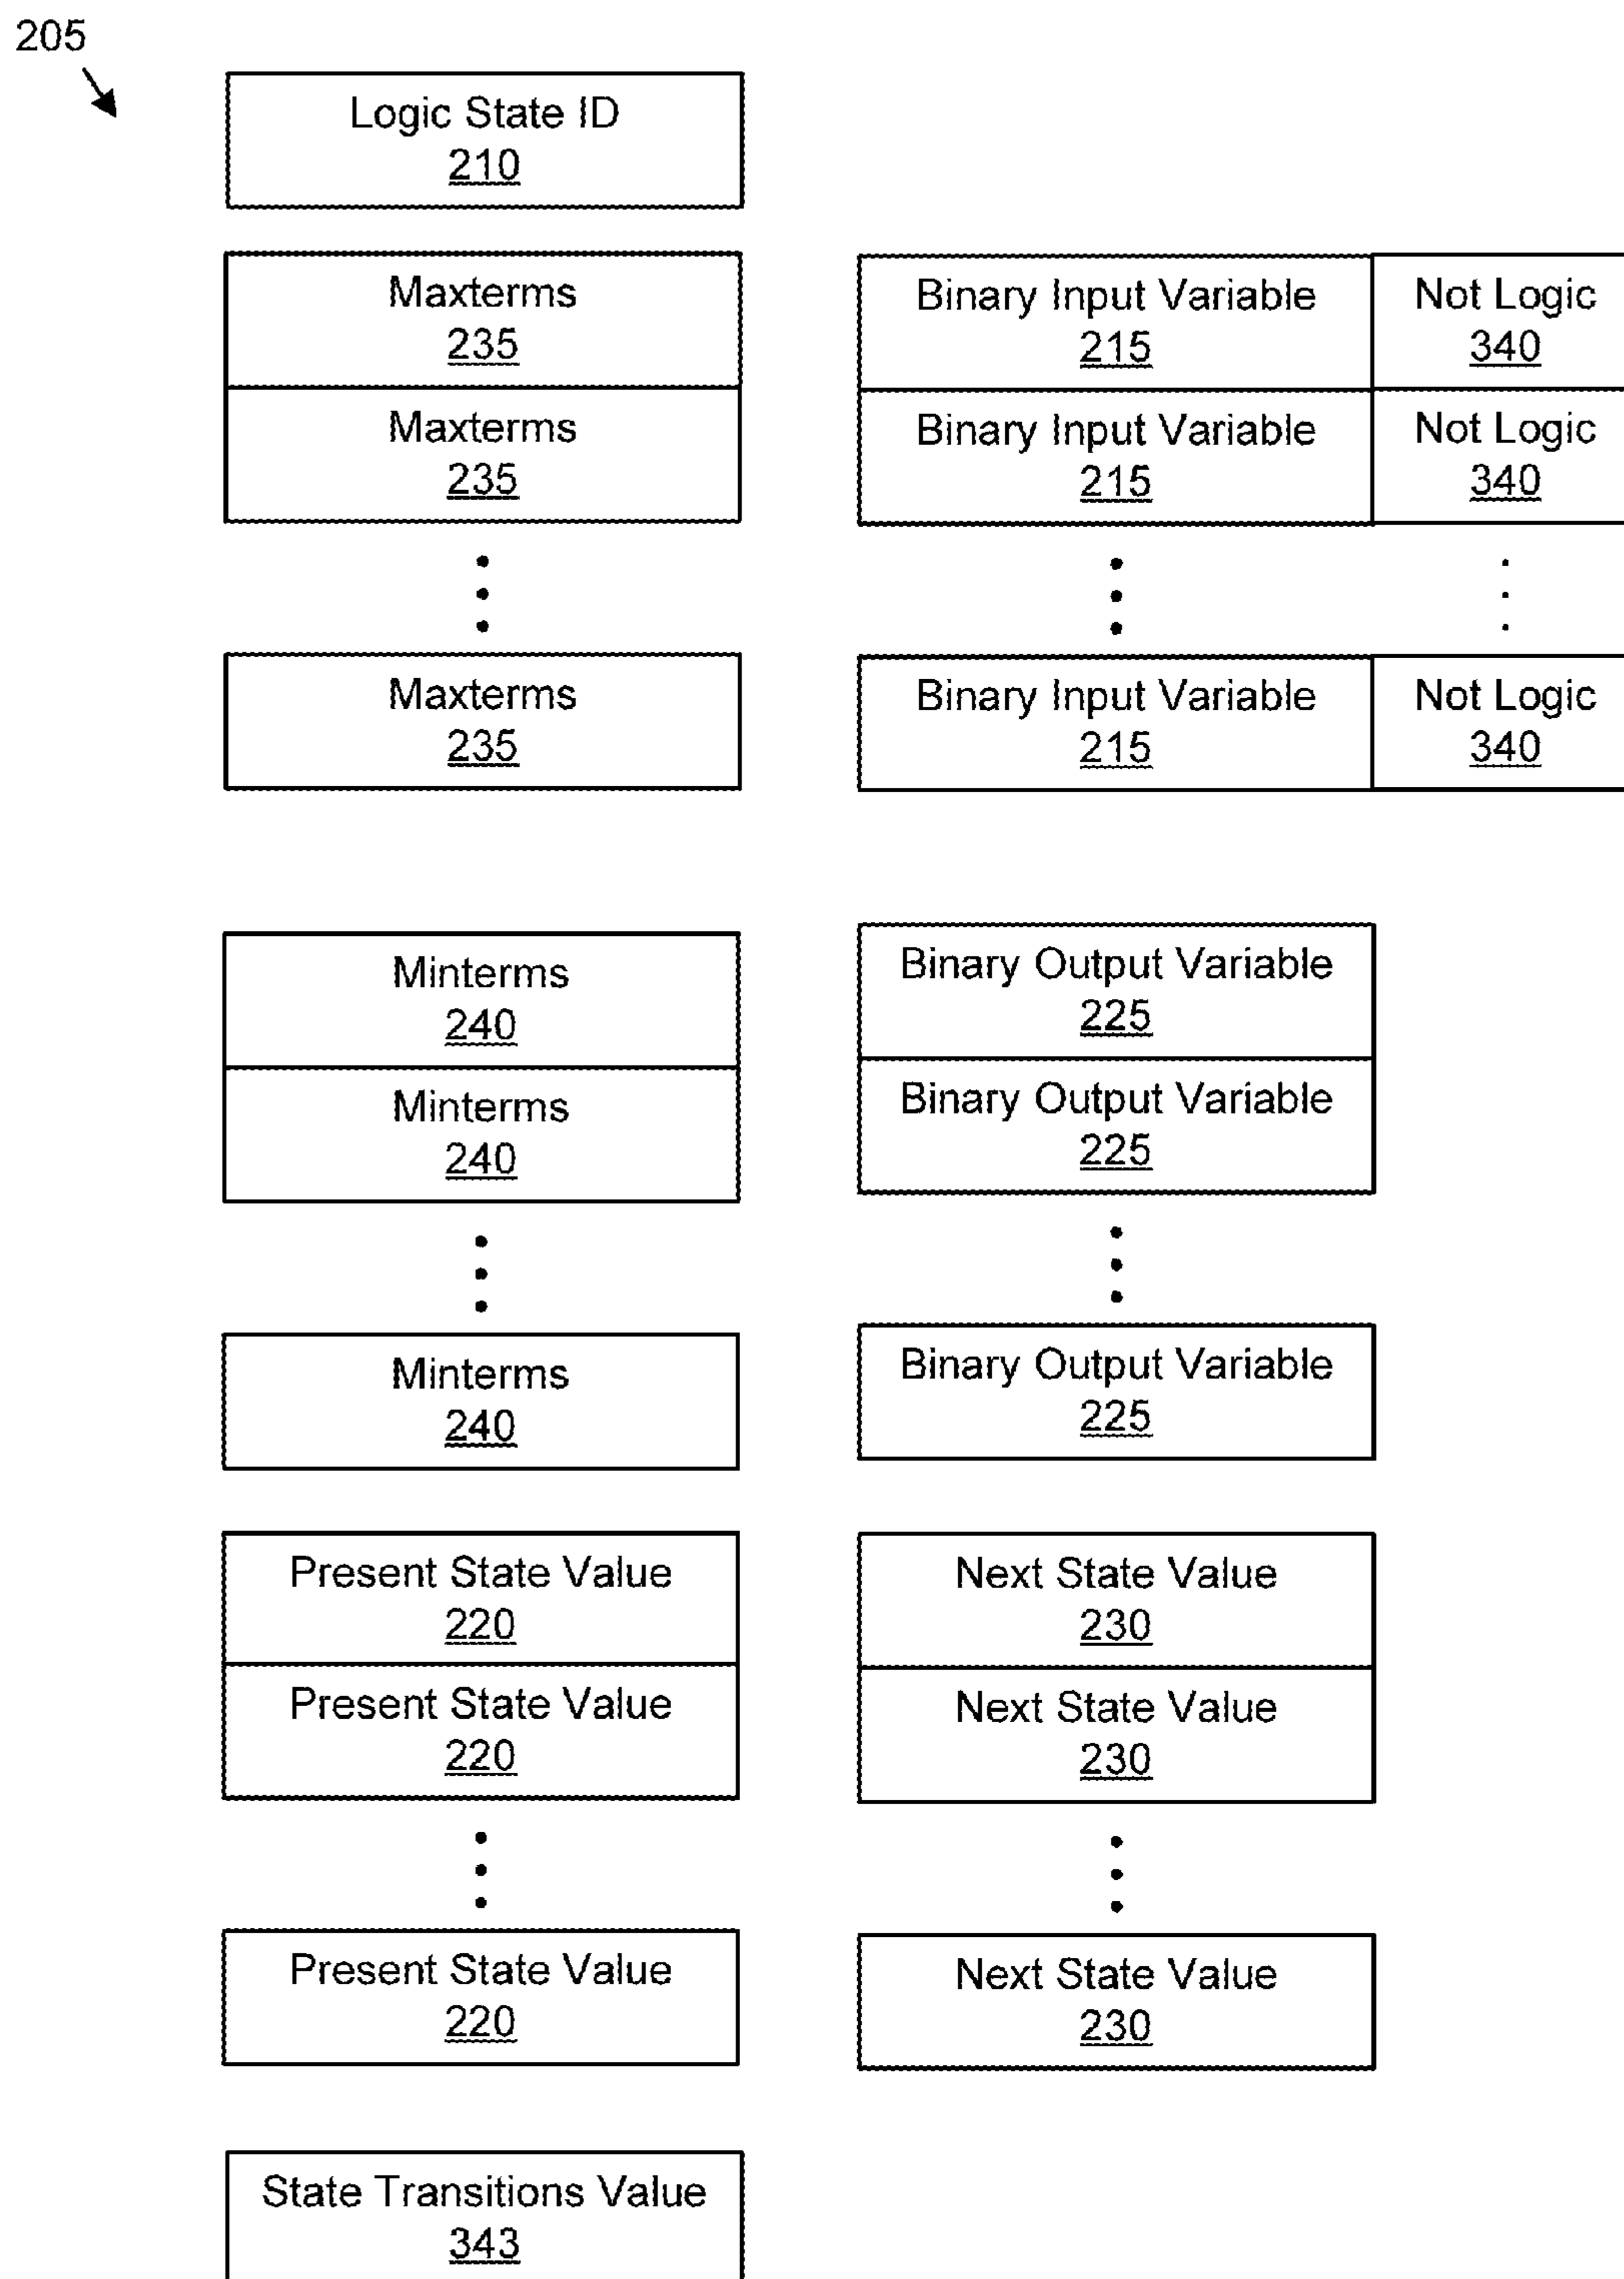 205
Logic State ID
210
Maxterms
235
Maxterms
235
Maxterms
235
Binary Input Variable
215
Binary Input Variable
215
Binary Input Variable
215
Not Logic
340
Not Logic
340
Not Logic
340
Minterms
240
Minterms
240
Minterms
240
Binary Output Variable
225
Binary Output Variable
225
Binary Output Variable
225
Present State Value
220
Present State Value
220
Present State Value
220
Next State Value
230
Next State Value
230
Next State Value
230
State Transitions Value
343